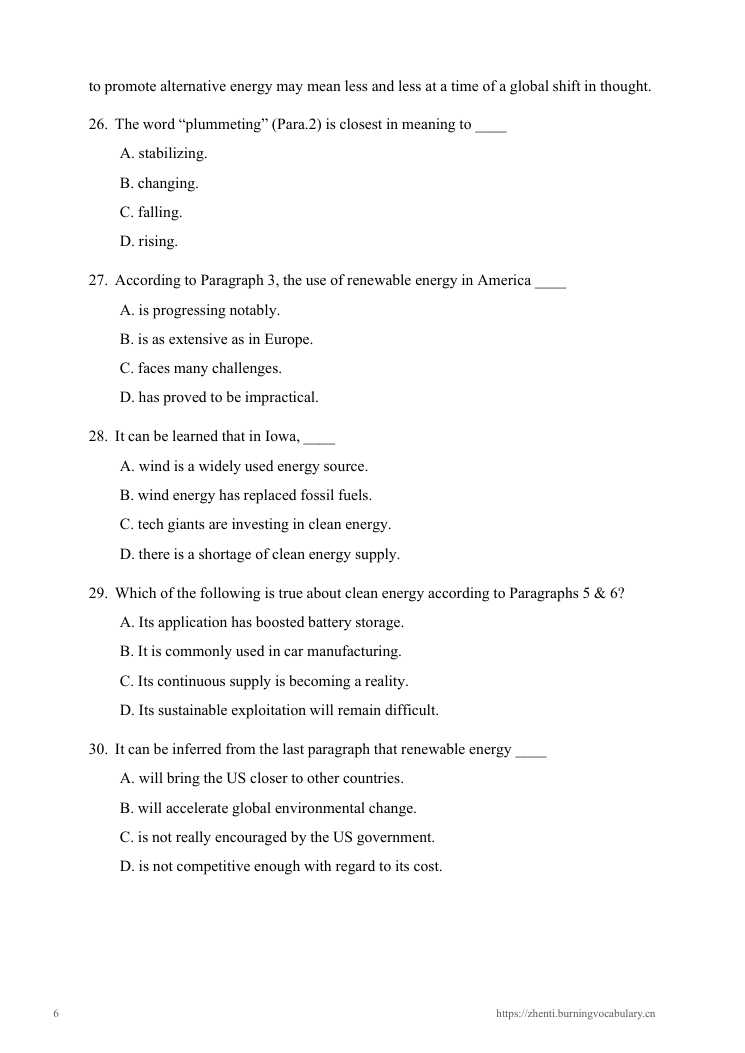 to promote alternative energy may mean less and less at a time of a global shift in thought.
26. The word “plummeting” (Para.2) is closest in meaning to ____
A. stabilizing.
B. changing.
C. falling.
D. rising.
27. According to Paragraph 3, the use of renewable energy in America ____
A. is progressing notably.
B. is as extensive as in Europe.
C. faces many challenges.
D. has proved to be impractical.
28. It can be learned that in Iowa, ____
A. wind is a widely used energy source.
B. wind energy has replaced fossil fuels.
C. tech giants are investing in clean energy.
D. there is a shortage of clean energy supply.
29. Which of the following is true about clean energy according to Paragraphs 5 & 6?
A. Its application has boosted battery storage.
B. It is commonly used in car manufacturing.
C. Its continuous supply is becoming a reality.
D. Its sustainable exploitation will remain difficult.
30. It can be inferred from the last paragraph that renewable energy ____
A. will bring the US closer to other countries.
B. will accelerate global environmental change.
C. is not really encouraged by the US government.
D. is not competitive enough with regard to its cost.
6 https://zhenti.burningvocabulary.cn